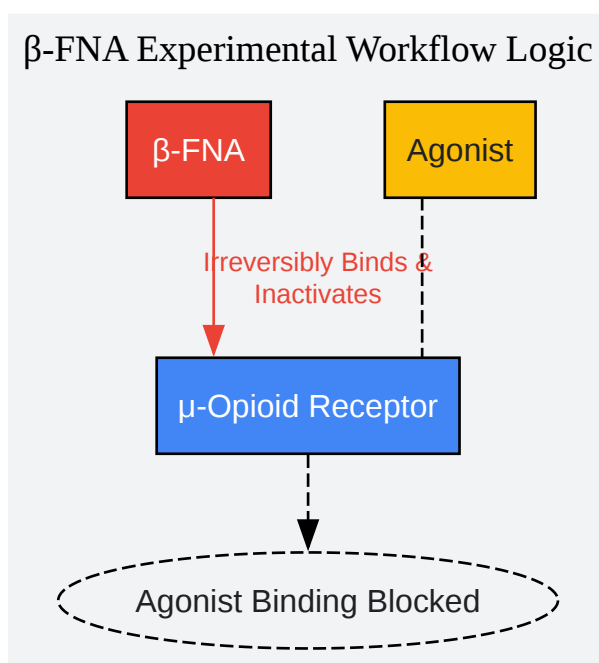 β-FNA Experimental Workflow Logic
β-FNA
Agonist
Irreversibly Binds &
Inactivates
μ-Opioid Receptor
Agonist Binding Blocked